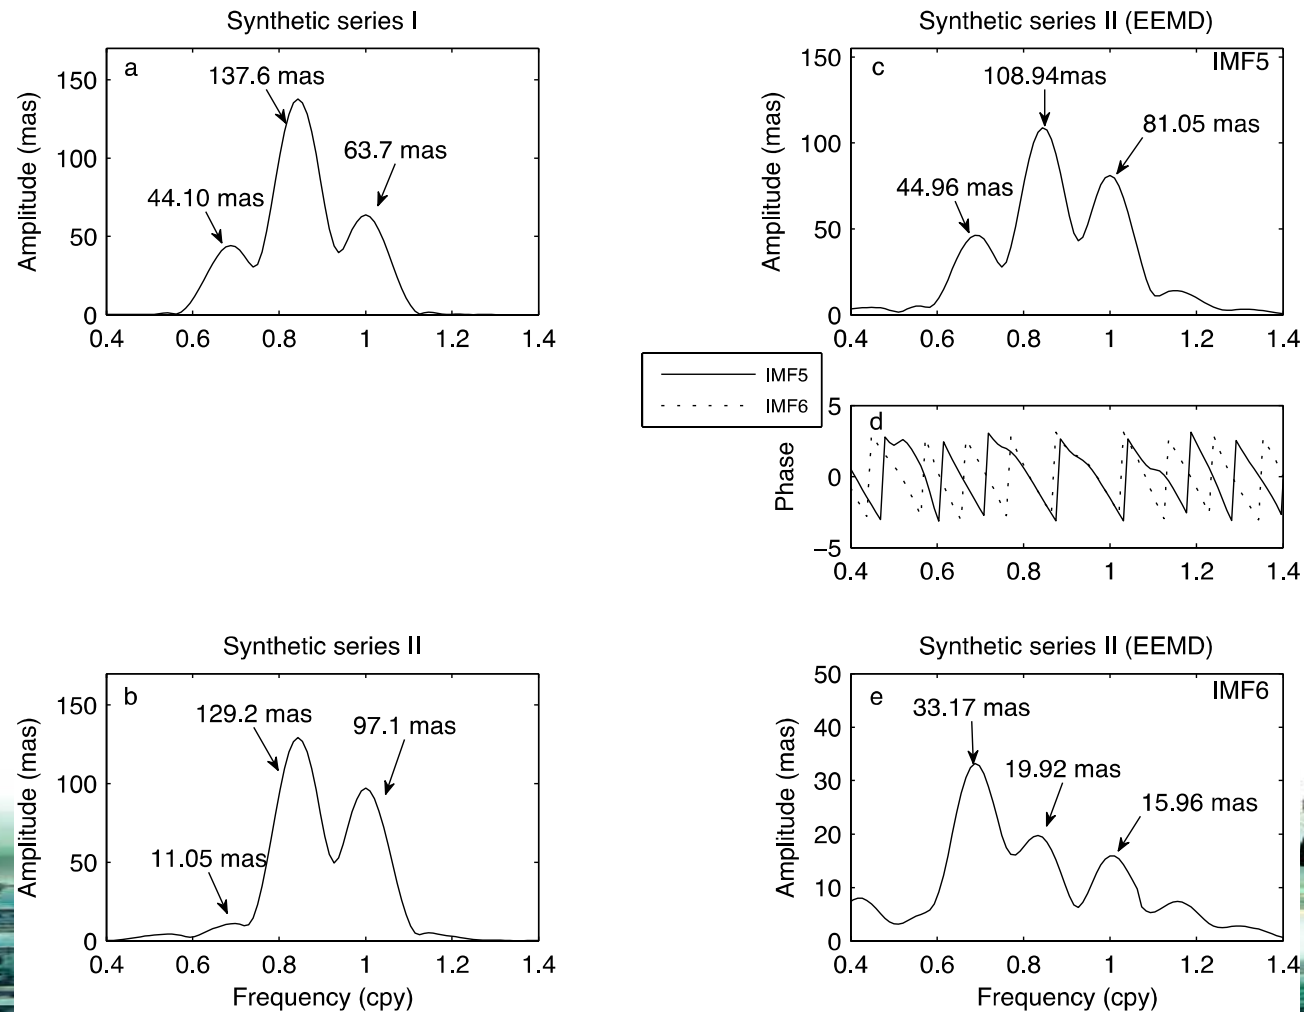 Synthetic series I
a
137.6 mas
63.7 mas
44.10 mas
Amplitude (mas)
150
100
50
0
0.4 0.6 0.8 1 1.2 1.4
Synthetic series II (EEMD)
c
IMF5
108.94mas
81.05 mas
44.96 mas
Amplitude (mas)
150
100
50
0
0.4 0.6 0.8 1 1.2 1.4
IMF5
IMF6
d
Phase
5
0
−5
0.4 0.6 0.8 1 1.2 1.4
Synthetic series II
b
129.2 mas
97.1 mas
11.05 mas
Amplitude (mas)
150
100
50
0
0.4 0.6 0.8 1 1.2 1.4
Frequency (cpy)
Synthetic series II (EEMD)
e
IMF6
33.17 mas
19.92 mas
15.96 mas
Amplitude (mas)
50
40
30
20
10
0
0.4 0.6 0.8 1 1.2 1.4
Frequency (cpy)